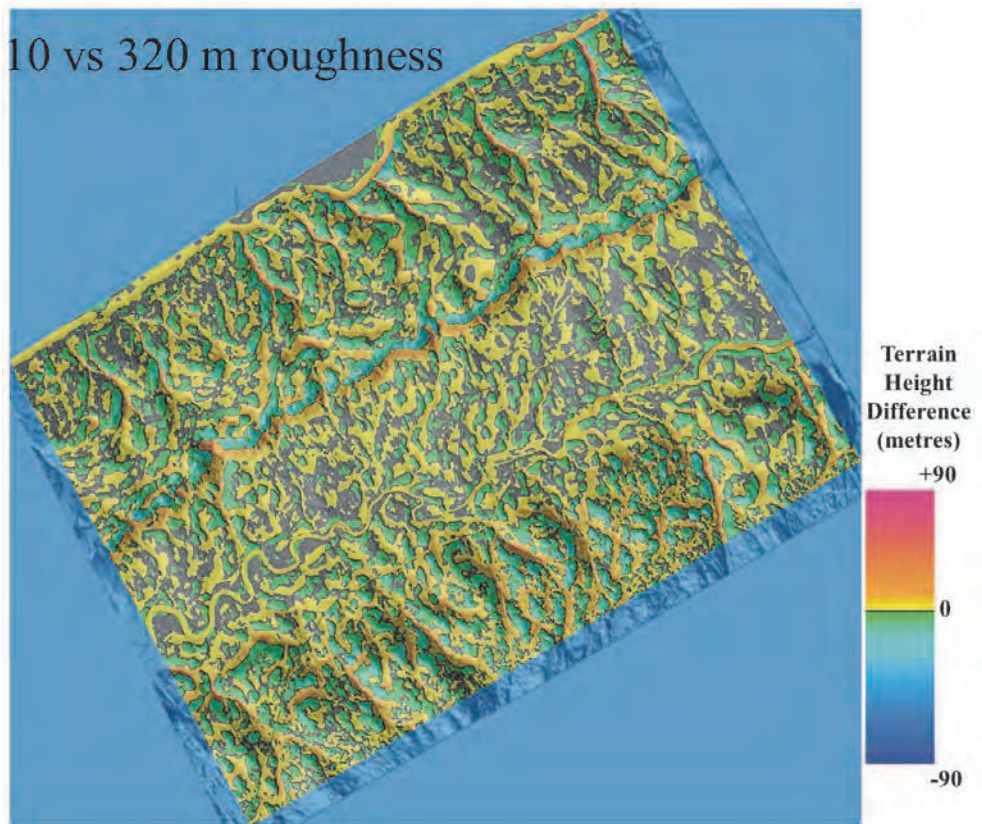 10 vs 320 m roughness
Terrain
Height
Difference
(metres)
+90
0
-90